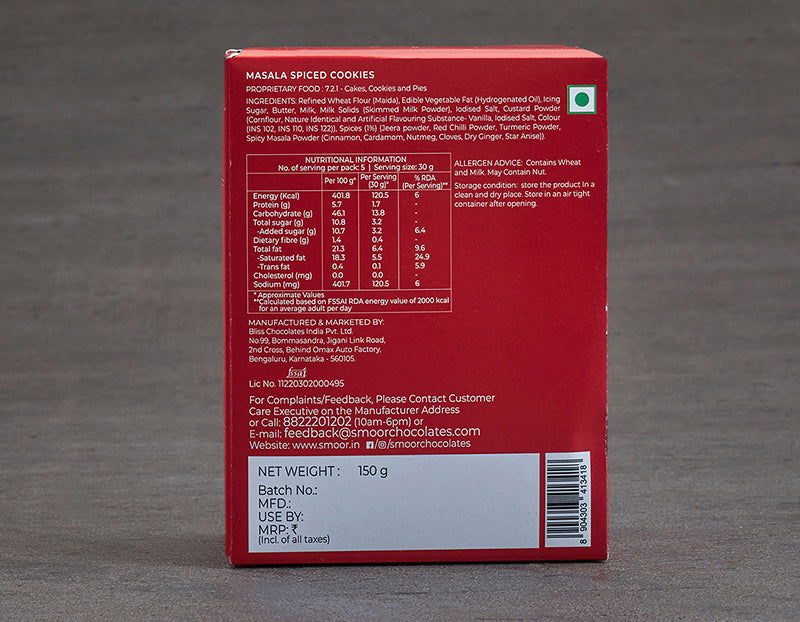 MASALA SPICED COOKIES
PROPRIETARY FOOD : 7.2.1 - Cakes, Cookies and Pies
INGREDIENTS: Refined Wheat Flour (Maida), Edible Vegetable Fat (Hydrogenated Oil), Icing
Sugar, Butter, Milk, Milk Solids (Skimmed Milk Powder), Iodised Salt, Custard Powder
(Cornflour, Nature Identical and Artificial Flavouring Substance- Vanilla, Iodised Salt, Colour
(INS 102, INS 110, INS 122)), Spices (1%) (Jeera powder, Red Chilli Powder, Turmeric Powder,
Spicy Masala Powder (Cinnamon, Cardamom, Nutmeg, Cloves, Dry Ginger, Star Anise)).
NUTRITIONAL INFORMATION
No. of serving per pack: 5 | Serving size: 30 g
Per 100 g* Per Serving (30 g)* % RDA (Per Serving)**
Energy (Kcal) 401.8 120.5 6
Protein (g) 5.7 1.7 -
Carbohydrate (g) 46.1 13.8 -
Total sugar (g) 10.8 3.2 -
-Added sugar (g) 10.7 3.2 6.4
Dietary fibre (g) 1.4 0.4 -
Total fat 21.3 6.4 9.6
-Saturated fat 18.3 5.5 24.9
-Trans fat 0.4 0.1 5.9
Cholesterol (mg) 0.0 0.0 -
Sodium (mg) 401.7 120.5 6
* Approximate Values
**Calculated based on FSSAI RDA energy value of 2000 kcal
for an average adult per day
ALLERGEN ADVICE: Contains Wheat
and Milk. May Contain Nut.
Storage condition: store the product In a
clean and dry place. Store in an air tight
container after opening.
MANUFACTURED & MARKETED BY:
Bliss Chocolates India Pvt. Ltd.
No.99, Bommasandra, Jigani Link Road,
2nd Cross, Behind Omax Auto Factory,
Bengaluru, Karnataka - 560105.
fssai
Lic No. 11220302000495
For Complaints/Feedback, Please Contact Customer
Care Executive on the Manufacturer Address
or Call: 8822201202 (10am-6pm) or
E-mail: feedback@smoorchocolates.com
Website: www.smoor.in /smoorchocolates
NET WEIGHT : 150 g
Batch No.:
MFD.:
USE BY:
MRP: ₹
(Incl. of all taxes)
8 904303 413418